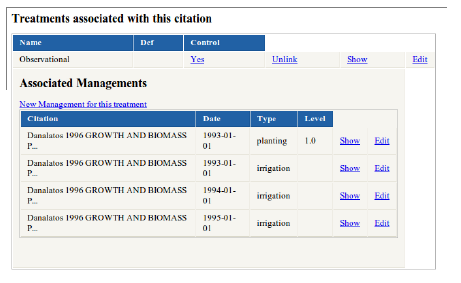 Treatments associated with this citation
Name Def Control
Observational Yes Unlink Show Edit
Associated Managements
New Management for this treatment
Citation Date Type Level
Danalatos 1996 GROWTH AND BIOMASS 1993-01-
P... 01 planting 1.0 Show Edit
Danalatos 1996 GROWTH AND BIOMASS 1993-01-
P... 01 irrigation Show Edit
Danalatos 1996 GROWTH AND BIOMASS 1994-01-
P... 01 irrigation Show Edit
Danalatos 1996 GROWTH AND BIOMASS 1995-01-
P... 01 irrigation Show Edit